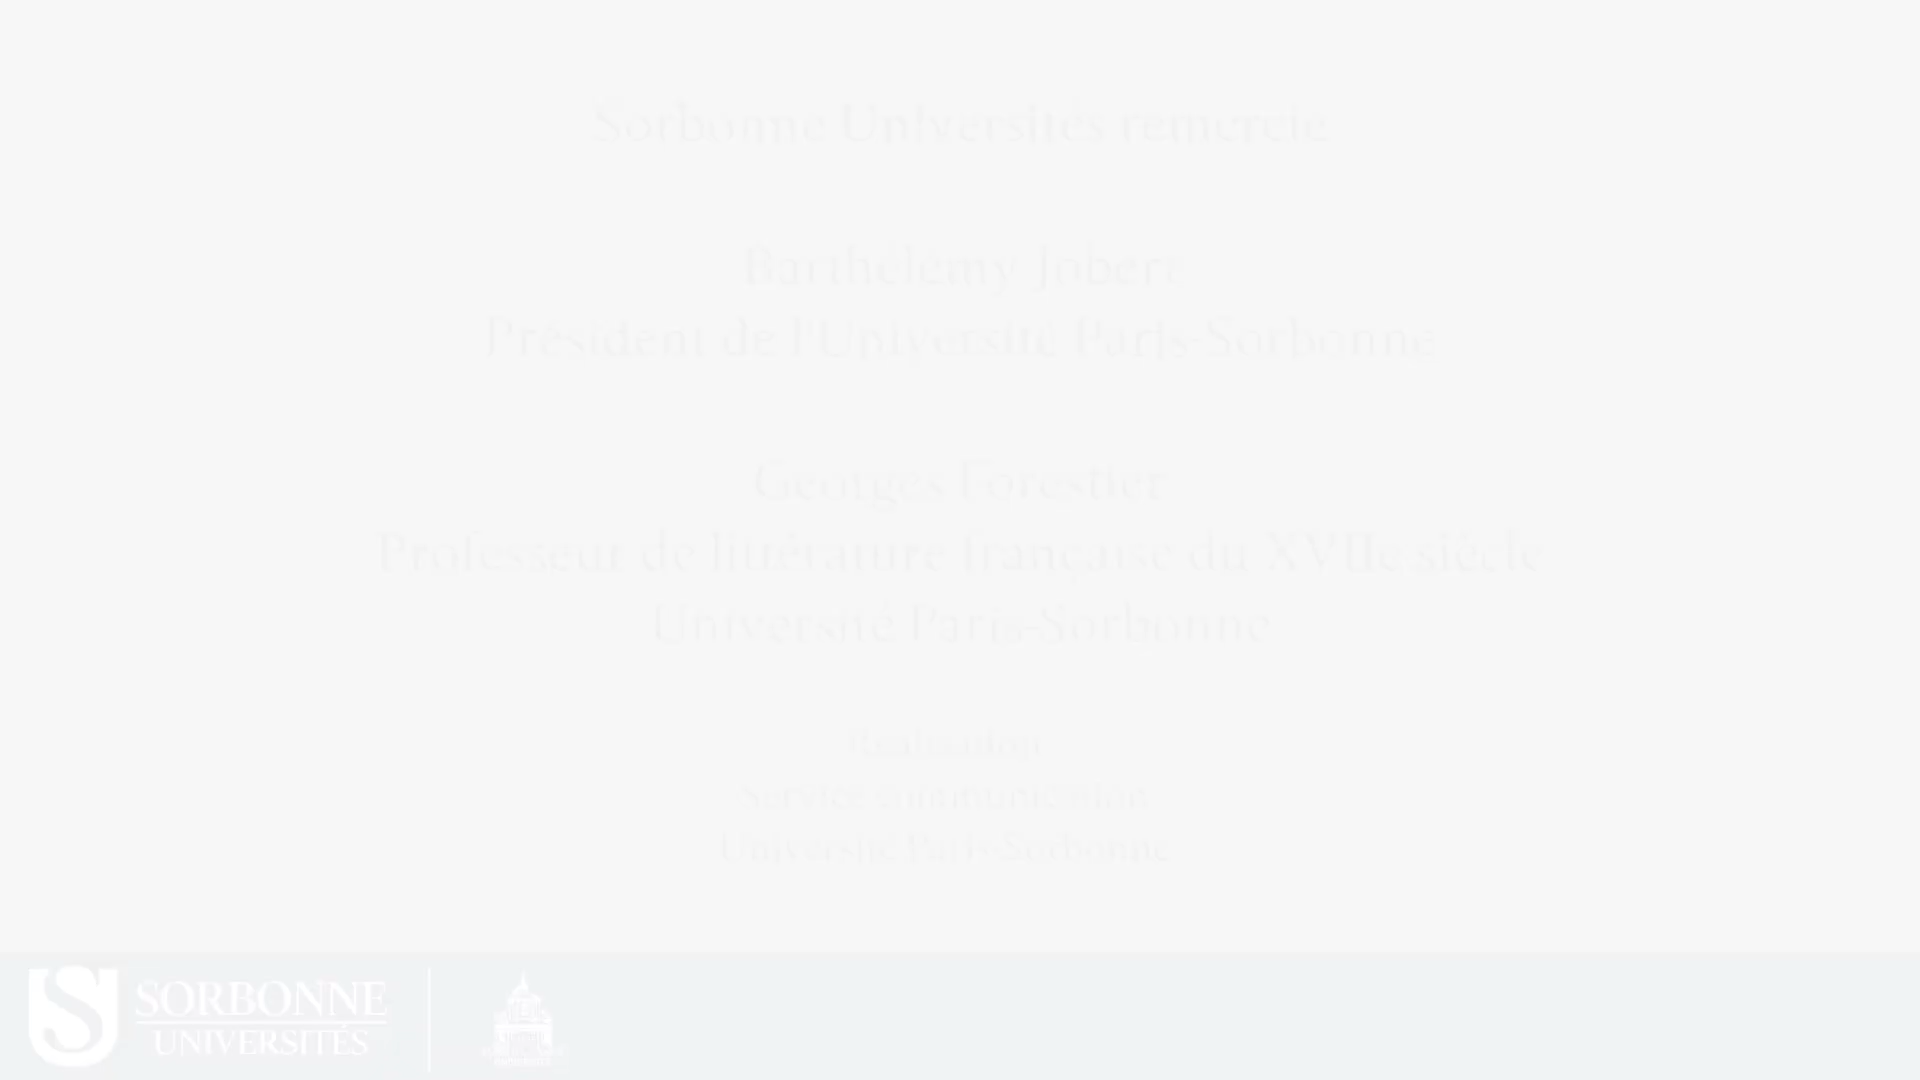 Sorbonne Universités remercie
Barthélémy Jobert
Président de l'Université Paris-Sorbonne
Georges Forestier
Professeur de littérature française du XVIIe siècle
Université Paris-Sorbonne
Réalisation
Service communication
Université Paris-Sorbonne
SORBONNE
UNIVERSITÉS